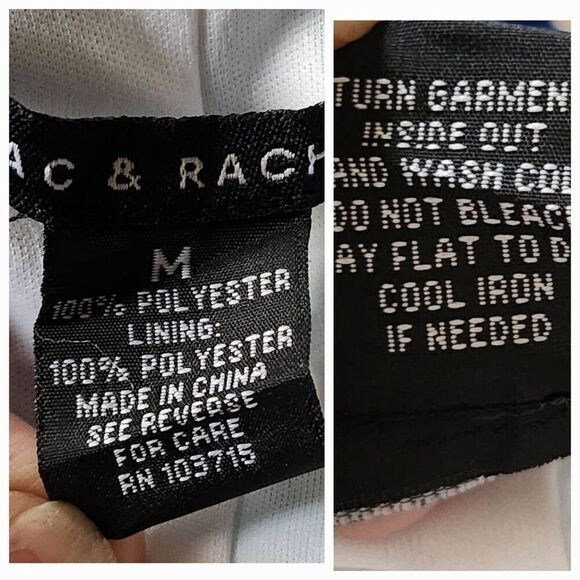 AC & RACH
M
100% POLYESTER
LINING:
100% POLYESTER
MADE IN CHINA
SEE REVERSE
FOR CARE
RN 103715
TURN GARMEN
INSIDE OUT
AND WASH COL
DO NOT BLEAC
AY FLAT TO D
COOL IRON
IF NEEDED